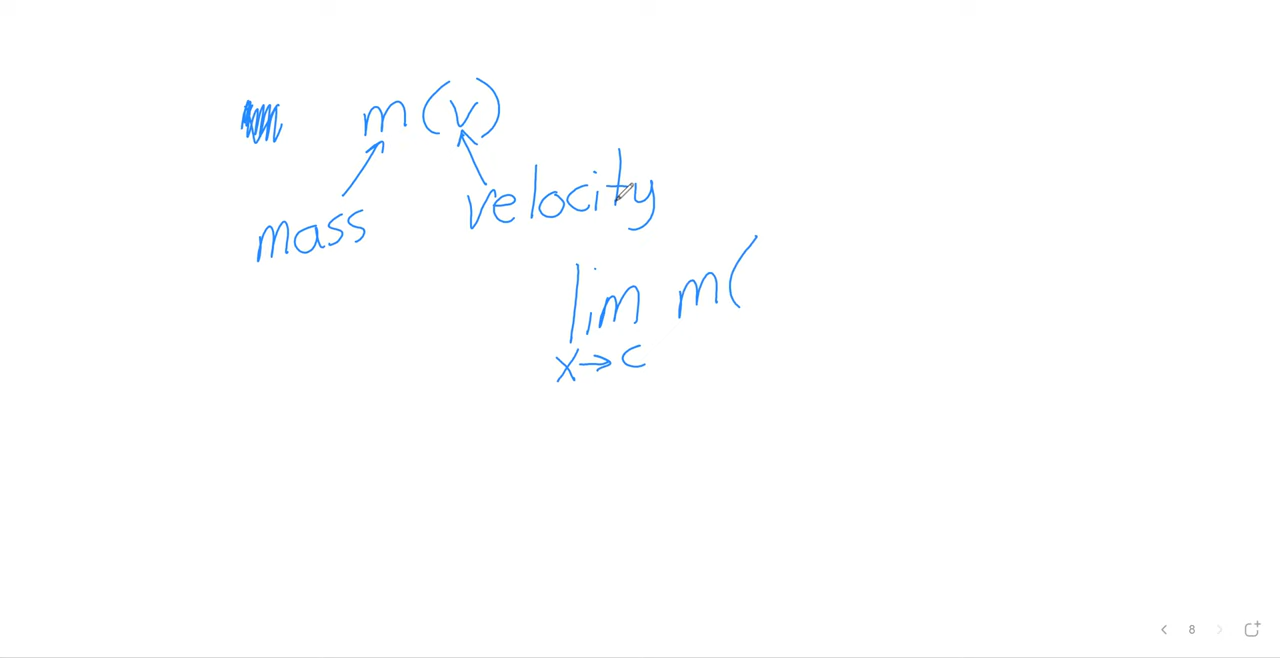 m(v)
mass velocity
lim m(
x→c
8